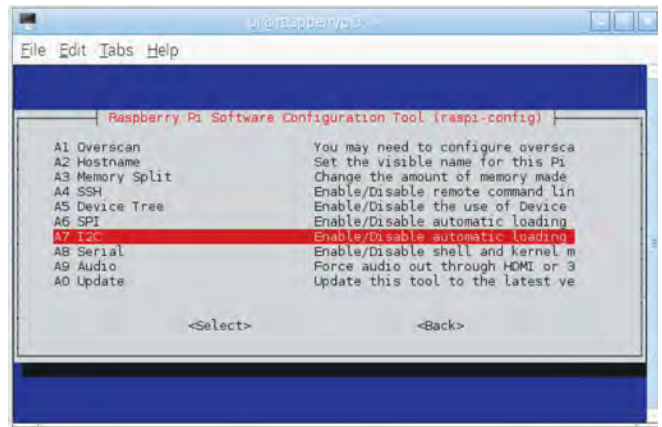 pi@raspberrypi3: ~
File Edit Tabs Help
Raspberry Pi Software Configuration Tool (raspi-config)
A1 Overscan You may need to configure oversca
A2 Hostname Set the visible name for this Pi
A3 Memory Split Change the amount of memory made
A4 SSH Enable/Disable remote command lin
A5 Device Tree Enable/Disable the use of Device
A6 SPI Enable/Disable automatic loading
A7 I2C Enable/Disable automatic loading
A8 Serial Enable/Disable shell and kernel m
A9 Audio Force audio out through HDMI or 3
A0 Update Update this tool to the latest ve
<Select> <Back>